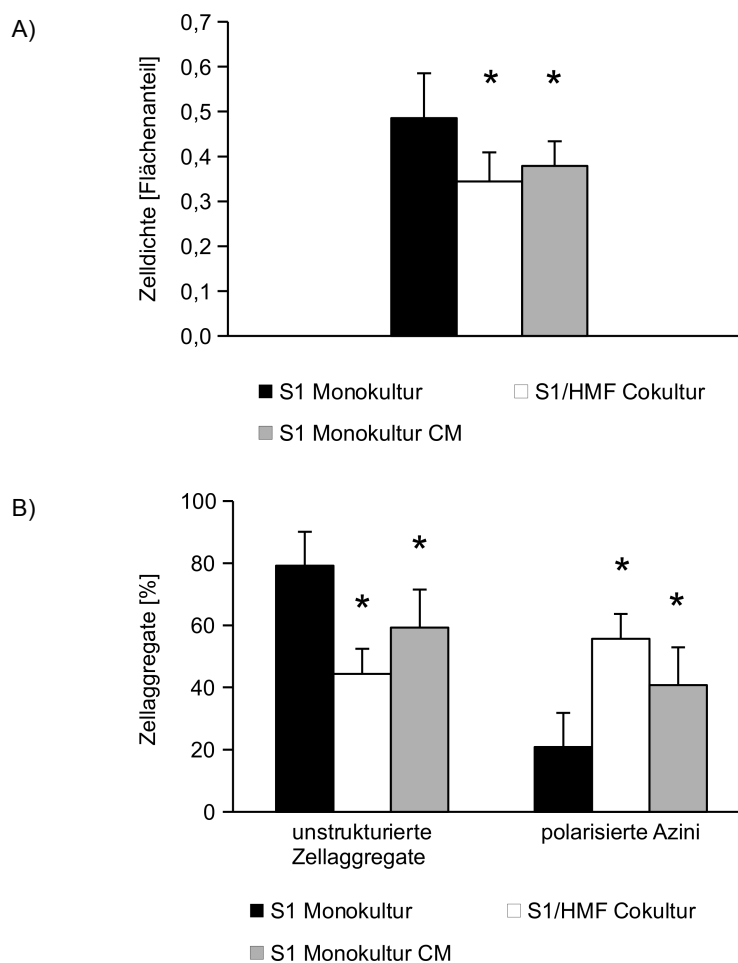 A)
Zelldichte [Flächenanteil]
0,7
0,6
0,5
0,4
0,3
0,2
0,1
0,0
* *
S1 Monokultur S1/HMF Cokultur
S1 Monokultur CM
B)
Zellaggregate [%]
100
80
60
40
20
0
* * * *
unstrukturierte polarisierte Azini
Zellaggregate
S1 Monokultur S1/HMF Cokultur
S1 Monokultur CM